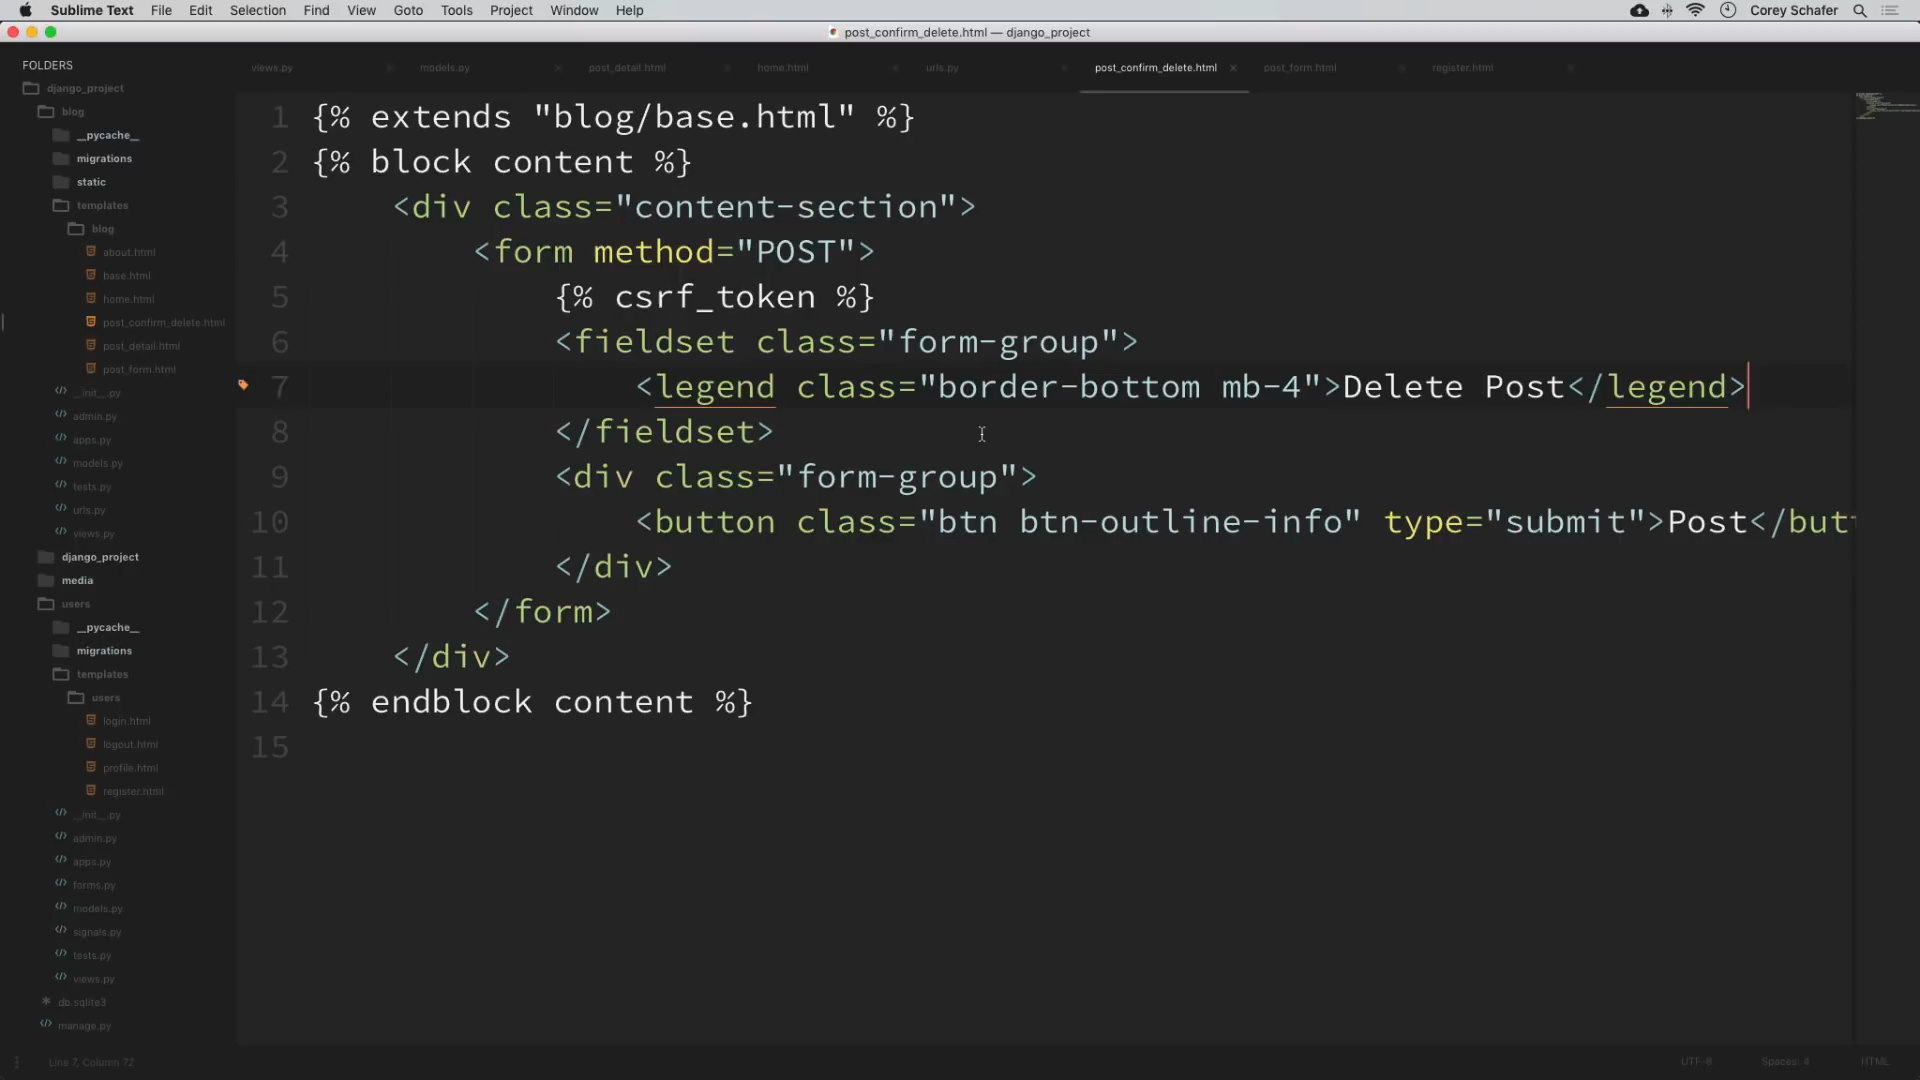 Sublime Text File Edit Selection Find View Goto Tools Project Window Help Corey Schafer
post_confirm_delete.html — django_project
FOLDERS
django_project
blog
__pycache__
migrations
static
templates
blog
about.html
base.html
home.html
post_confirm_delete.html
post_detail.html
post_form.html
__init__.py
admin.py
apps.py
models.py
tests.py
urls.py
views.py
django_project
media
users
__pycache__
migrations
templates
users
login.html
logout.html
profile.html
register.html
__init__.py
admin.py
apps.py
forms.py
models.py
signals.py
tests.py
views.py
db.sqlite3
manage.py
views.py models.py post_detail.html home.html urls.py post_confirm_delete.html post_form.html register.html
1 {% extends "blog/base.html" %}
2 {% block content %}
3 <div class="content-section">
4 <form method="POST">
5 {% csrf_token %}
6 <fieldset class="form-group">
7 <legend class="border-bottom mb-4">Delete Post</legend>
8 </fieldset>
9 <div class="form-group">
10 <button class="btn btn-outline-info" type="submit">Post</butt
11 </div>
12 </form>
13 </div>
14 {% endblock content %}
15
Line 7, Column 72 UTF-8 Spaces: 4 HTML